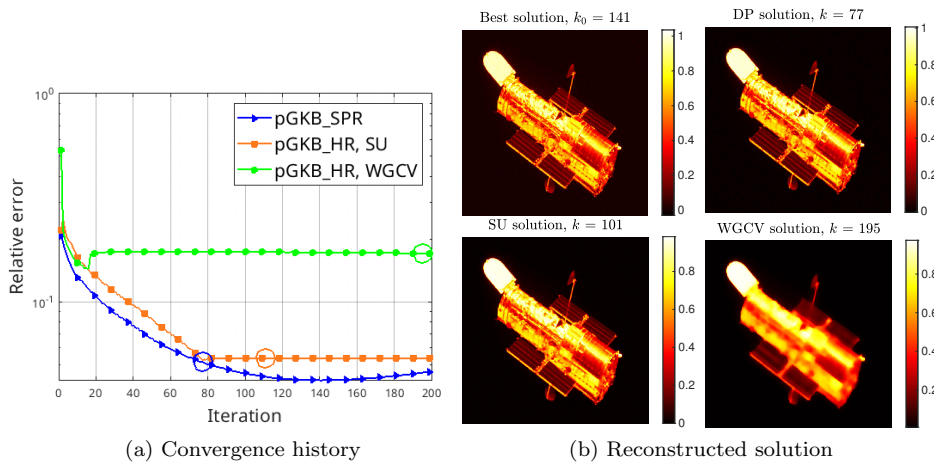 Best solution, k₀ = 141
DP solution, k = 77
10⁰
pGKB_SPR
pGKB_HR, SU
pGKB_HR, WGCV
Relative error
10⁻¹
0 20 40 60 80 100 120 140 160 180 200
Iteration
1
0.8
0.6
0.4
0.2
0
1
0.8
0.6
0.4
0.2
0
SU solution, k = 101
WGCV solution, k = 195
0.8
0.6
0.4
0.2
0
0.8
0.6
0.4
0.2
(a) Convergence history
(b) Reconstructed solution